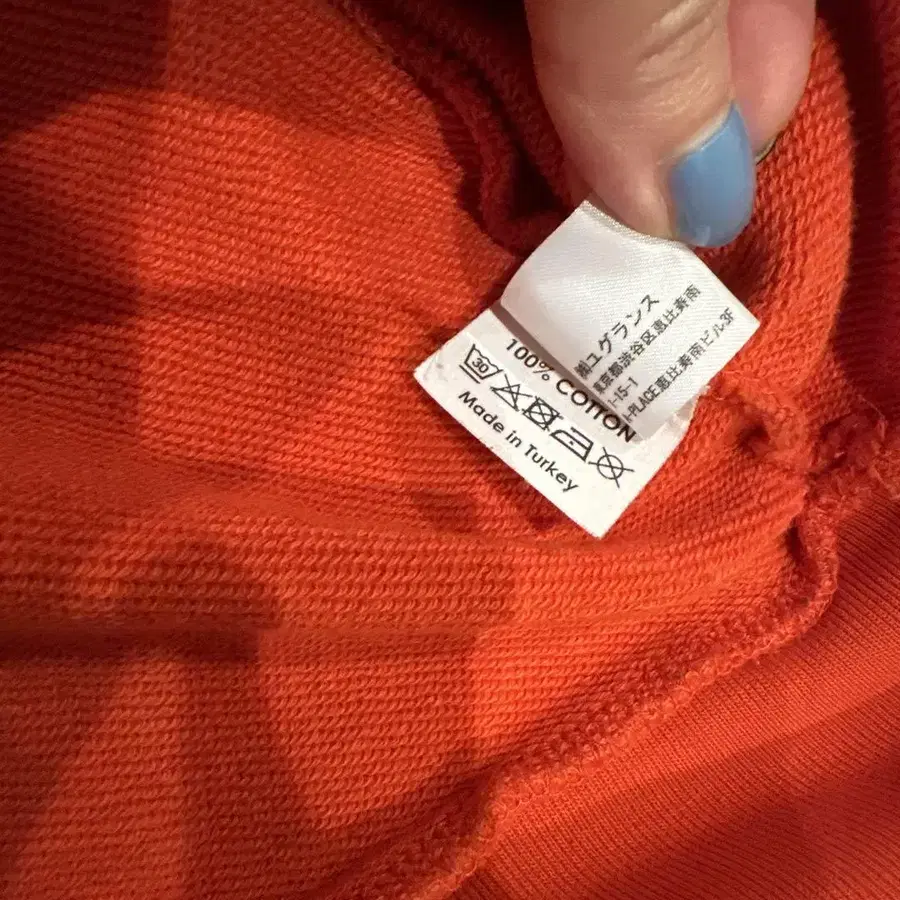 ㈱ユグランス
東京都渋谷区恵比寿南
1-15-1
L-PLACE恵比寿南ビル3F
100% COTTON
30
Made in Turkey